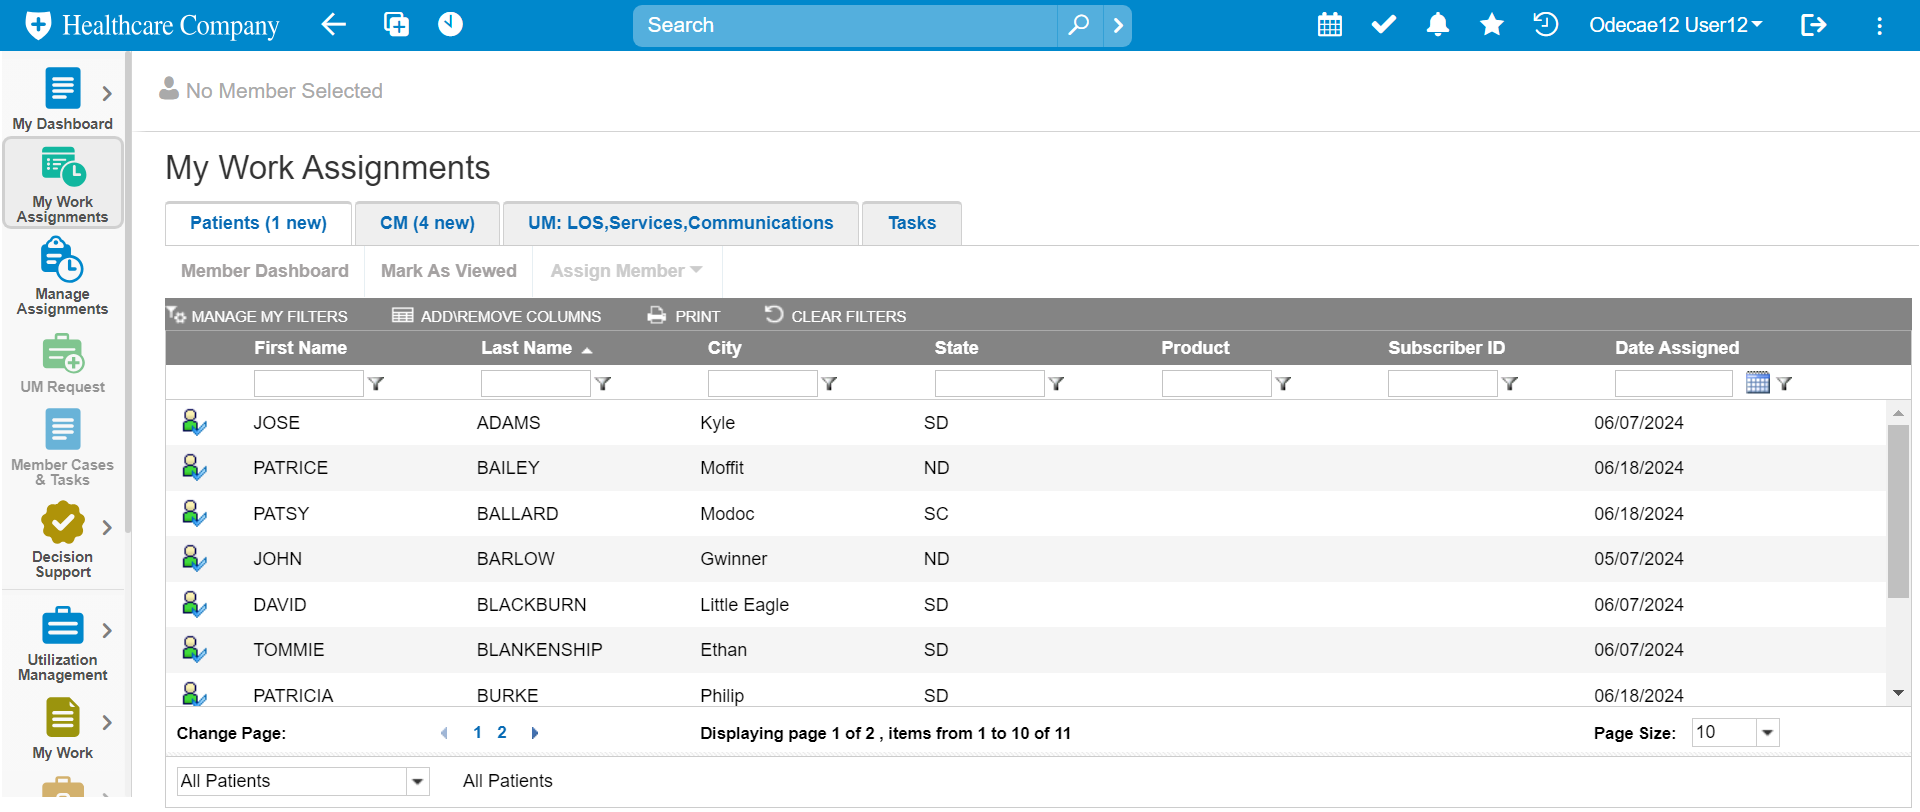 Healthcare Company
Search
Odecae12 User12
My Dashboard
My Work
Assignments
Manage
Assignments
UM Request
Member Cases
& Tasks
Decision
Support
Utilization
Management
My Work
No Member Selected
My Work Assignments
Patients (1 new) CM (4 new) UM: LOS,Services,Communications Tasks
Member Dashboard Mark As Viewed Assign Member
MANAGE MY FILTERS ADD\REMOVE COLUMNS PRINT CLEAR FILTERS
First Name Last Name City State Product Subscriber ID Date Assigned
JOSE ADAMS Kyle SD 06/07/2024
PATRICE BAILEY Moffit ND 06/18/2024
PATSY BALLARD Modoc SC 06/18/2024
JOHN BARLOW Gwinner ND 05/07/2024
DAVID BLACKBURN Little Eagle SD 06/07/2024
TOMMIE BLANKENSHIP Ethan SD 06/07/2024
PATRICIA BURKE Philip SD 06/18/2024
Change Page: 1 2 Displaying page 1 of 2 , items from 1 to 10 of 11 Page Size: 10
All Patients All Patients